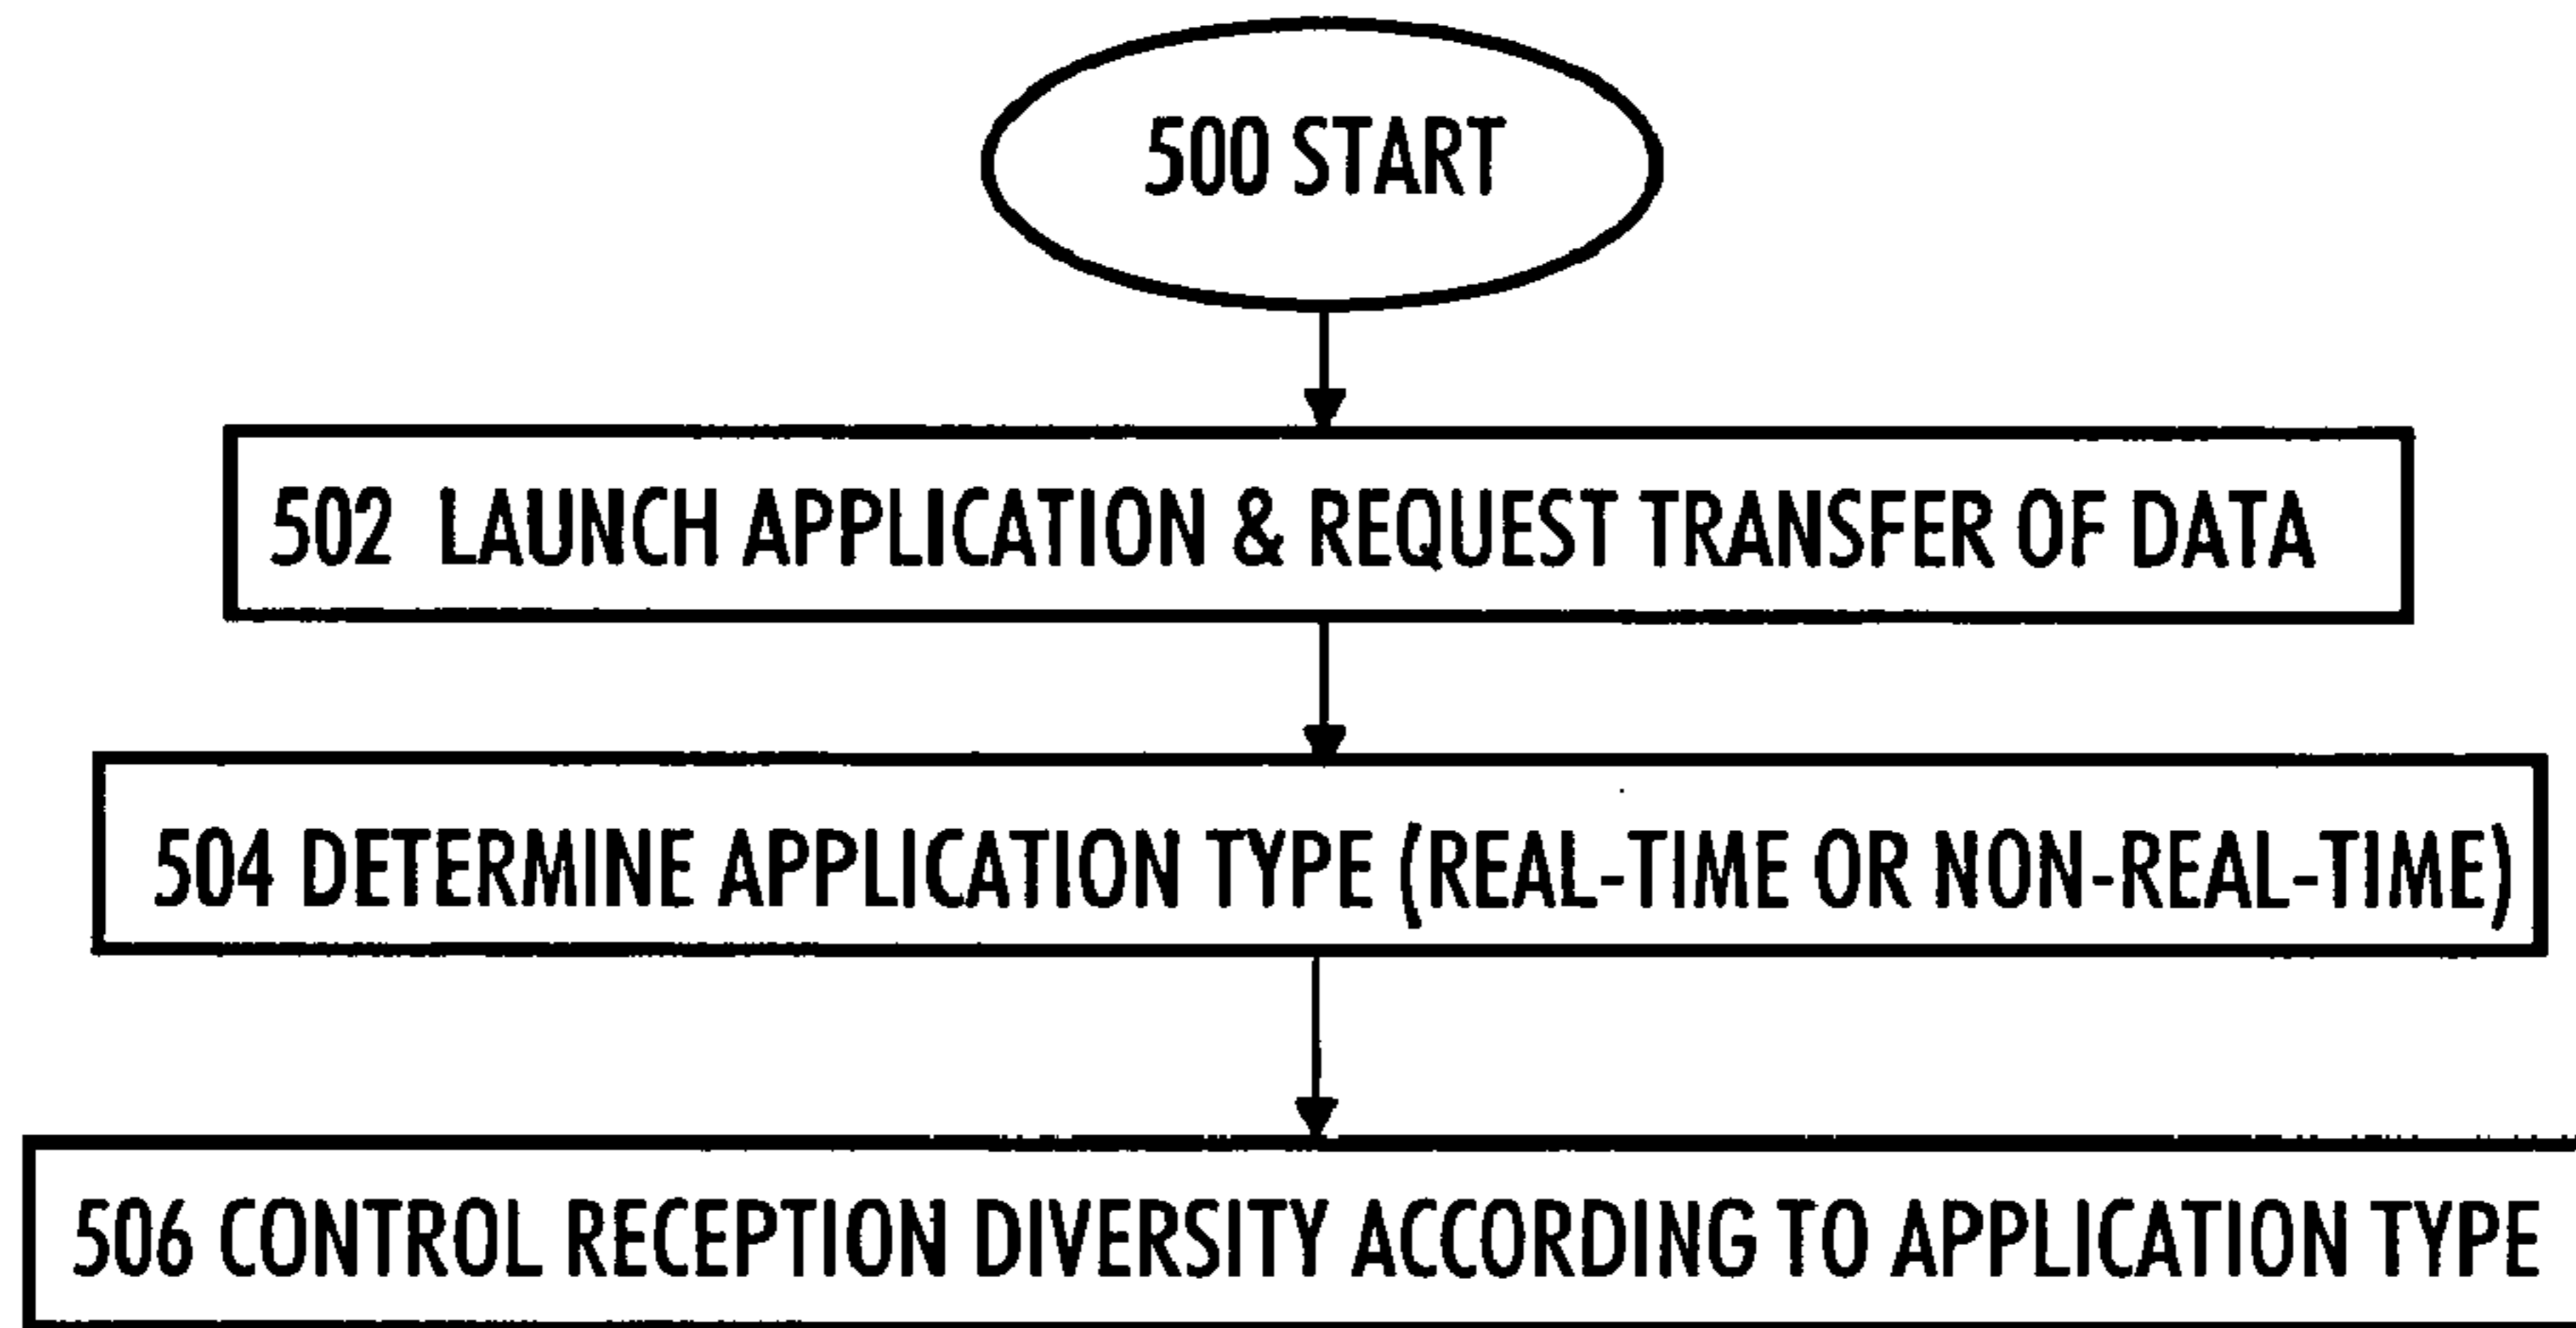 500 START
502 LAUNCH APPLICATION & REQUEST TRANSFER OF DATA
504 DETERMINE APPLICATION TYPE (REAL-TIME OR NON-REAL-TIME)
506 CONTROL RECEPTION DIVERSITY ACCORDING TO APPLICATION TYPE